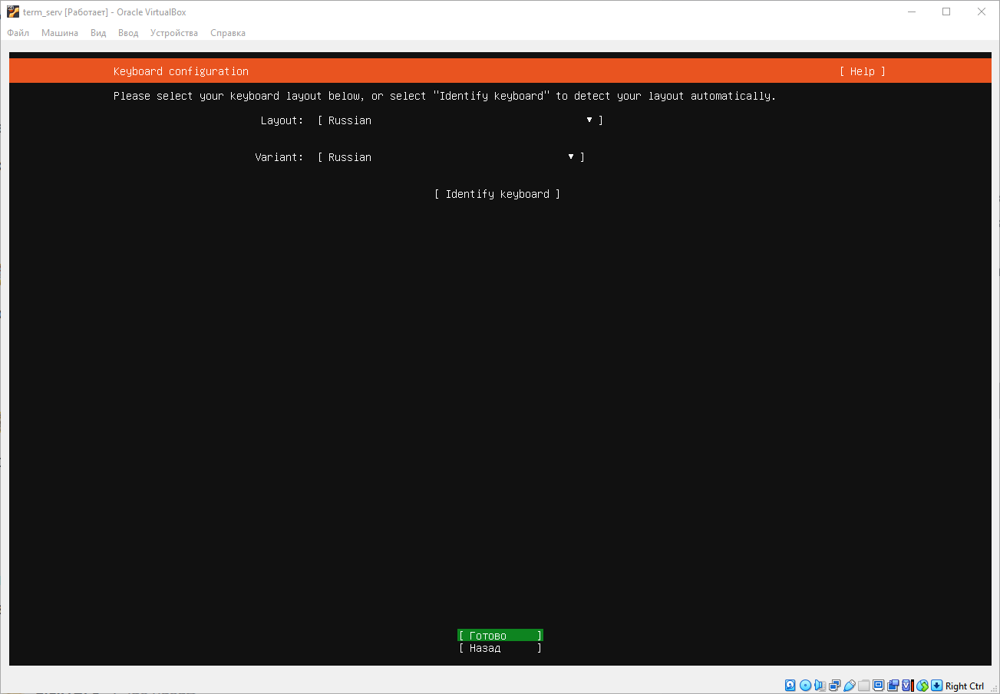 term_serv [Работает] - Oracle VirtualBox
Файл Машина Вид Ввод Устройства Справка
Keyboard configuration [ Help ]
Please select your keyboard layout below, or select "Identify keyboard" to detect your layout automatically.
Layout: [ Russian ▾ ]
Variant: [ Russian ▾ ]
[ Identify keyboard ]
[ Готово ]
[ Назад ]
Right Ctrl